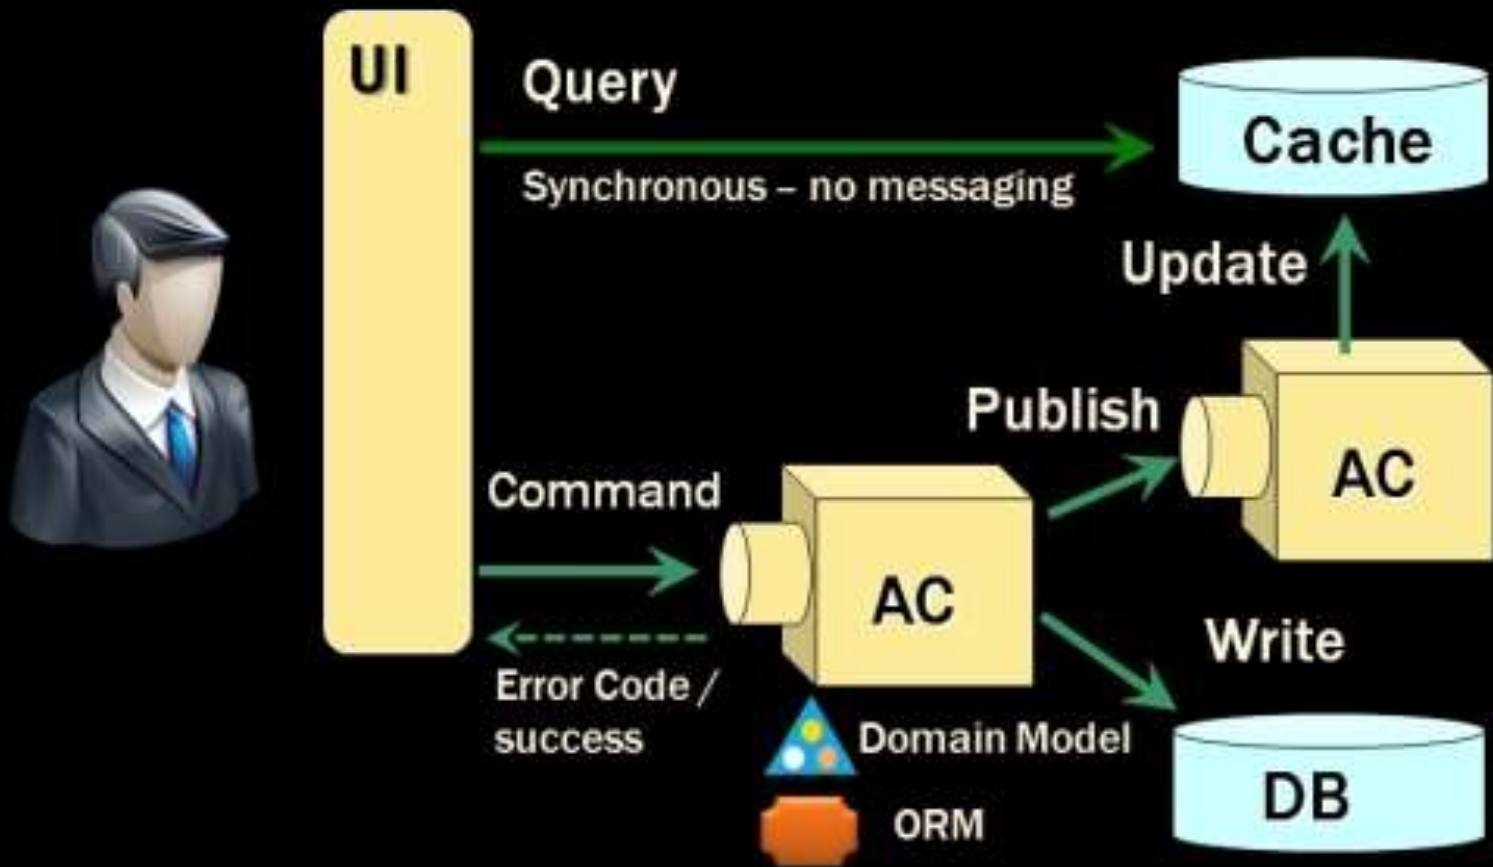 UI
Query
Synchronous – no messaging
Cache
Update
Publish
AC
Command
AC
Error Code /
success
Write
Domain Model
ORM
DB